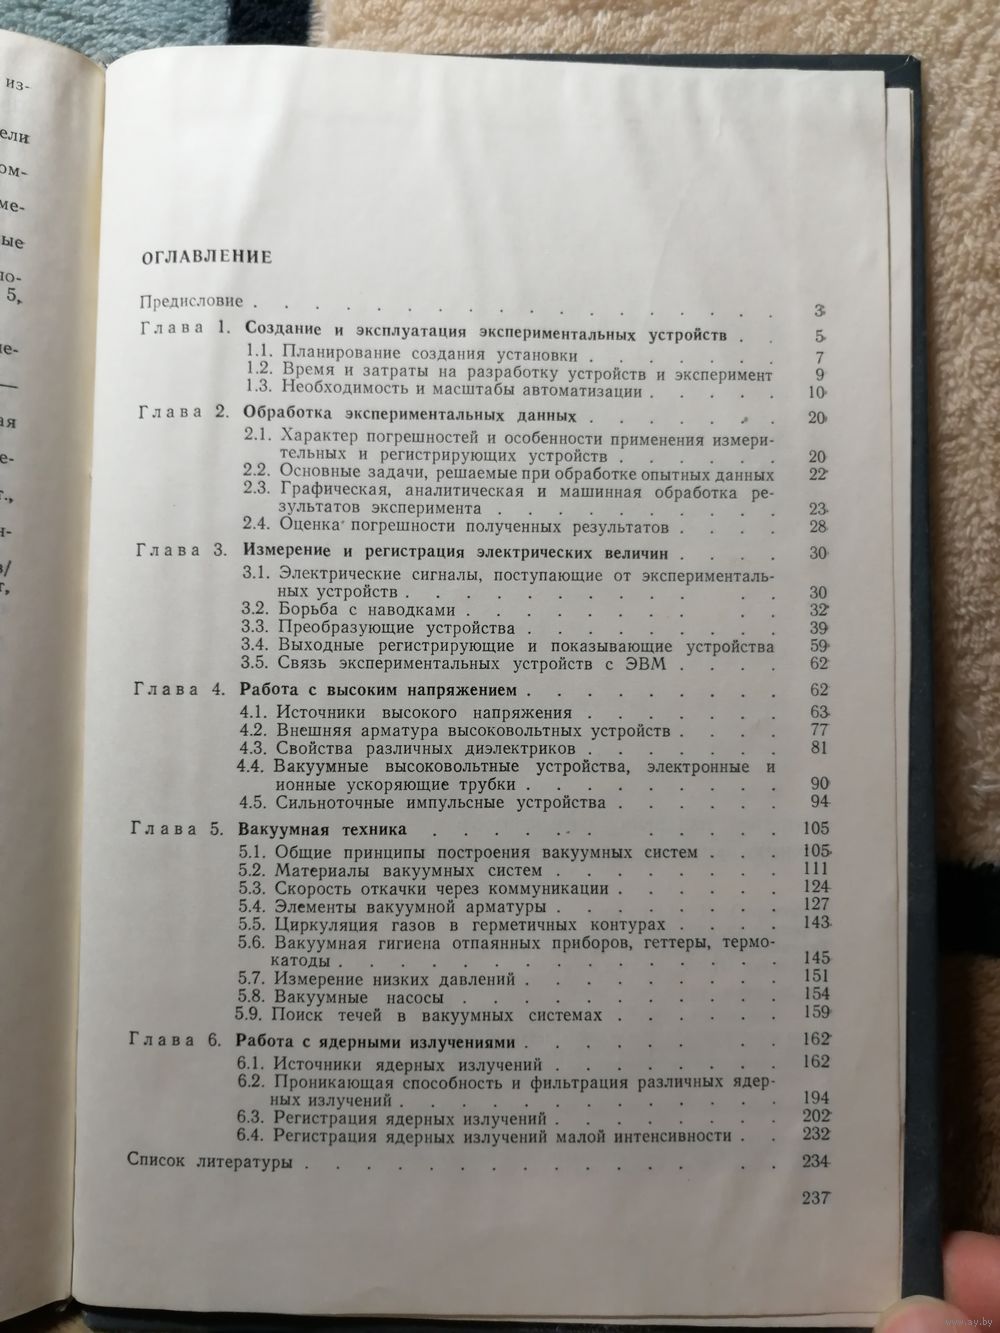 из-
ели
ом-
ме-
ые
ло-
5,
ОГЛАВЛЕНИЕ
Предисловие . . . . . . . . . . . . . . . . 3
Глава 1. Создание и эксплуатация экспериментальных устройств . . 5
1.1. Планирование создания установки . . . . . . . 7
1.2. Время и затраты на разработку устройств и эксперимент 9
1.3. Необходимость и масштабы автоматизации . . . . . 10
Глава 2. Обработка экспериментальных данных . . . . . . . 20
2.1. Характер погрешностей и особенности применения измери-
тельных и регистрирующих устройств . . . . . . 20
2.2. Основные задачи, решаемые при обработке опытных данных 22
2.3. Графическая, аналитическая и машинная обработка ре-
зультатов эксперимента . . . . . . . . . . 23
2.4. Оценка погрешности полученных результатов . . . . 28
Глава 3. Измерение и регистрация электрических величин . . . . 30
3.1. Электрические сигналы, поступающие от эксперименталь-
ных устройств . . . . . . . . . . . . 30
3.2. Борьба с наводками . . . . . . . . . . . 32
3.3. Преобразующие устройства . . . . . . . . . 39
3.4. Выходные регистрирующие и показывающие устройства 59
3.5. Связь экспериментальных устройств с ЭВМ . . . . 62
Глава 4. Работа с высоким напряжением . . . . . . . . . 62
4.1. Источники высокого напряжения . . . . . . . 63
4.2. Внешняя арматура высоковольтных устройств . . . . 77
4.3. Свойства различных диэлектриков . . . . . . . 81
4.4. Вакуумные высоковольтные устройства, электронные и
ионные ускоряющие трубки . . . . . . . . . 90
4.5. Сильноточные импульсные устройства . . . . . . 94
Глава 5. Вакуумная техника . . . . . . . . . . . 105
5.1. Общие принципы построения вакуумных систем . . . 105
5.2. Материалы вакуумных систем . . . . . . . . 111
5.3. Скорость откачки через коммуникации . . . . . . 124
5.4. Элементы вакуумной арматуры . . . . . . . . 127
5.5. Циркуляция газов в герметичных контурах . . . . 143
5.6. Вакуумная гигиена отпаянных приборов, геттеры, термо-
катоды . . . . . . . . . . . . . . . 145
5.7. Измерение низких давлений . . . . . . . . . 151
5.8. Вакуумные насосы . . . . . . . . . . . 154
5.9. Поиск течей в вакуумных системах . . . . . . 159
Глава 6. Работа с ядерными излучениями . . . . . . . . 162
6.1. Источники ядерных излучений . . . . . . . . 162
6.2. Проникающая способность и фильтрация различных ядер-
ных излучений . . . . . . . . . . . . . 194
6.3. Регистрация ядерных излучений . . . . . . . . 202
6.4. Регистрация ядерных излучений малой интенсивности . . 232
Список литературы . . . . . . . . . . . . . . 234
237
www.ay.by